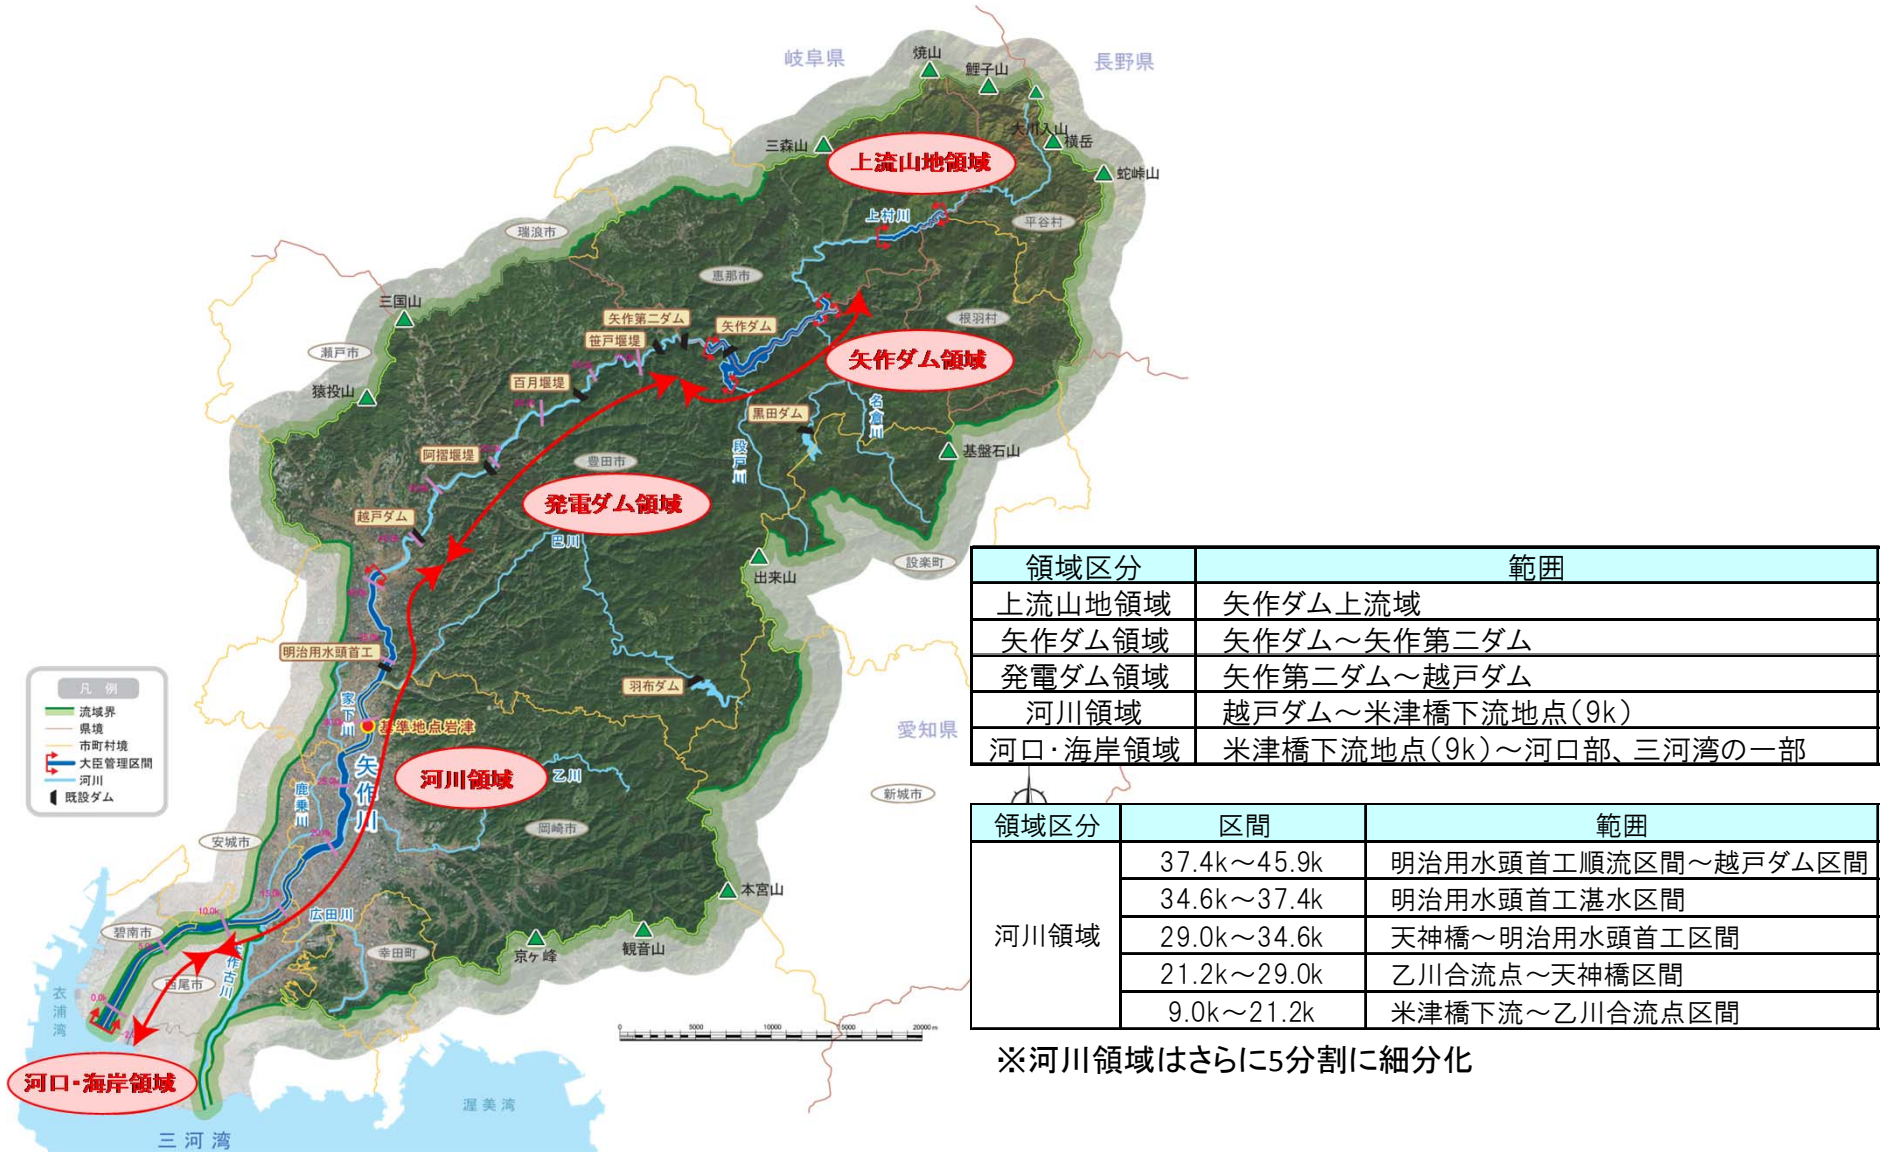 岐阜県
長野県
焼山
鯉子山
大川入山
横岳
三森山
蛇峠山
上流山地領域
上村川
平谷村
瑞浪市
恵那市
三国山
矢作第二ダム
矢作ダム
根羽村
笹戸堰堤
瀬戸市
矢作ダム領域
百月堰堤
猿投山
黒田ダム
名倉川
阿摺堰堤
豊田市
段戸川
基盤石山
発電ダム領域
越戸ダム
巴川
出来山
設楽町
明治用水頭首工
羽布ダム
家下川
基準地点岩津
愛知県
矢作川
河川領域
乙川
鹿乗川
新城市
岡崎市
20.0k
安城市
本宮山
15.0k
10.0k
広田川
碧南市
5.0k
観音山
京ヶ峰
幸田町
矢作古川
西尾市
衣浦湾
0.0k
河口・海岸領域
渥美湾
三河湾
凡例
流域界
県境
市町村境
大臣管理区間
河川
既設ダム
0 5000 10000 15000 20000 m
領域区分 範囲
上流山地領域 矢作ダム上流域
矢作ダム領域 矢作ダム～矢作第二ダム
発電ダム領域 矢作第二ダム～越戸ダム
河川領域 越戸ダム～米津橋下流地点(9k)
河口・海岸領域 米津橋下流地点(9k)～河口部、三河湾の一部
領域区分 区間 範囲
河川領域
37.4k～45.9k 明治用水頭首工順流区間～越戸ダム区間
34.6k～37.4k 明治用水頭首工湛水区間
29.0k～34.6k 天神橋～明治用水頭首工区間
21.2k～29.0k 乙川合流点～天神橋区間
9.0k～21.2k 米津橋下流～乙川合流点区間
※河川領域はさらに5分割に細分化